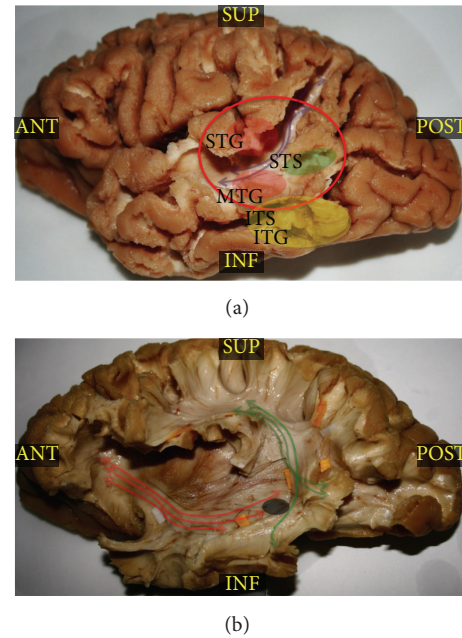 SUP
ANT
POST
STG
STS
MTG
ITS
ITG
INF
(a)
SUP
ANT
POST
INF
(b)